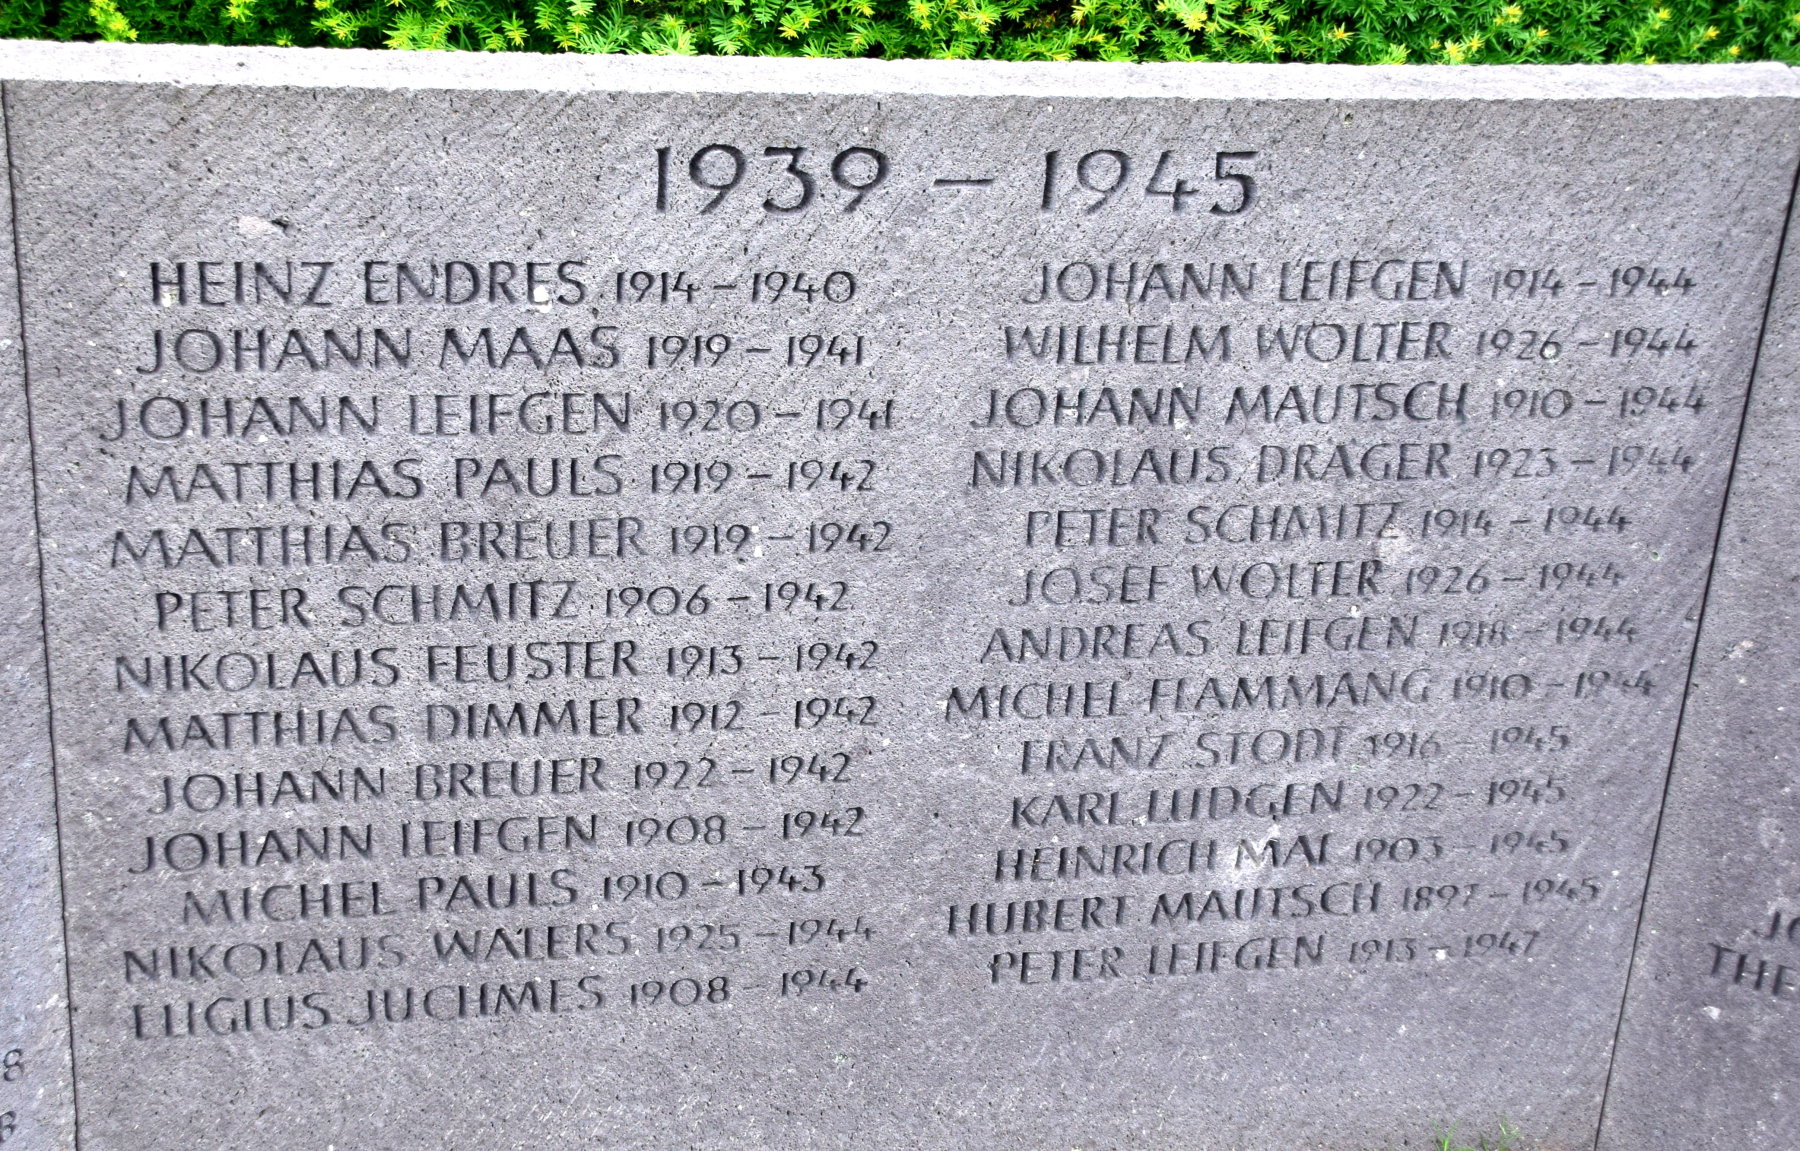 1939 – 1945
HEINZ ENDRES 1914 – 1940
JOHANN MAAS 1919 – 1941
JOHANN LEIFGEN 1920 – 1941
MATTHIAS PAULS 1919 – 1942
MATTHIAS BREUER 1919 – 1942
PETER SCHMITZ 1906 – 1942
NIKOLAUS FEUSTER 1913 – 1942
MATTHIAS DIMMER 1912 – 1942
JOHANN BREUER 1922 – 1942
JOHANN LEIFGEN 1908 – 1942
MICHEL PAULS 1910 – 1943
NIKOLAUS WALERS 1925 – 1944
ELIGIUS JUCHMES 1908 – 1944
JOHANN LEIFGEN 1914 – 1944
WILHELM WOLTER 1926 – 1944
JOHANN MAUTSCH 1910 – 1944
NIKOLAUS DRÄGER 1923 – 1944
PETER SCHMITZ 1914 – 1944
JOSEF WOLTER 1926 – 1944
ANDREAS LEIFGEN 1918 – 1944
MICHEL FLAMMANG 1910 – 1944
FRANZ STODT 1916 – 1945
KARL LUDGEN 1922 – 1945
HEINRICH MAI 1903 – 1945
HUBERT MAUTSCH 1897 – 1945
PETER LEIFGEN 1913 – 1947
8
JO
THE